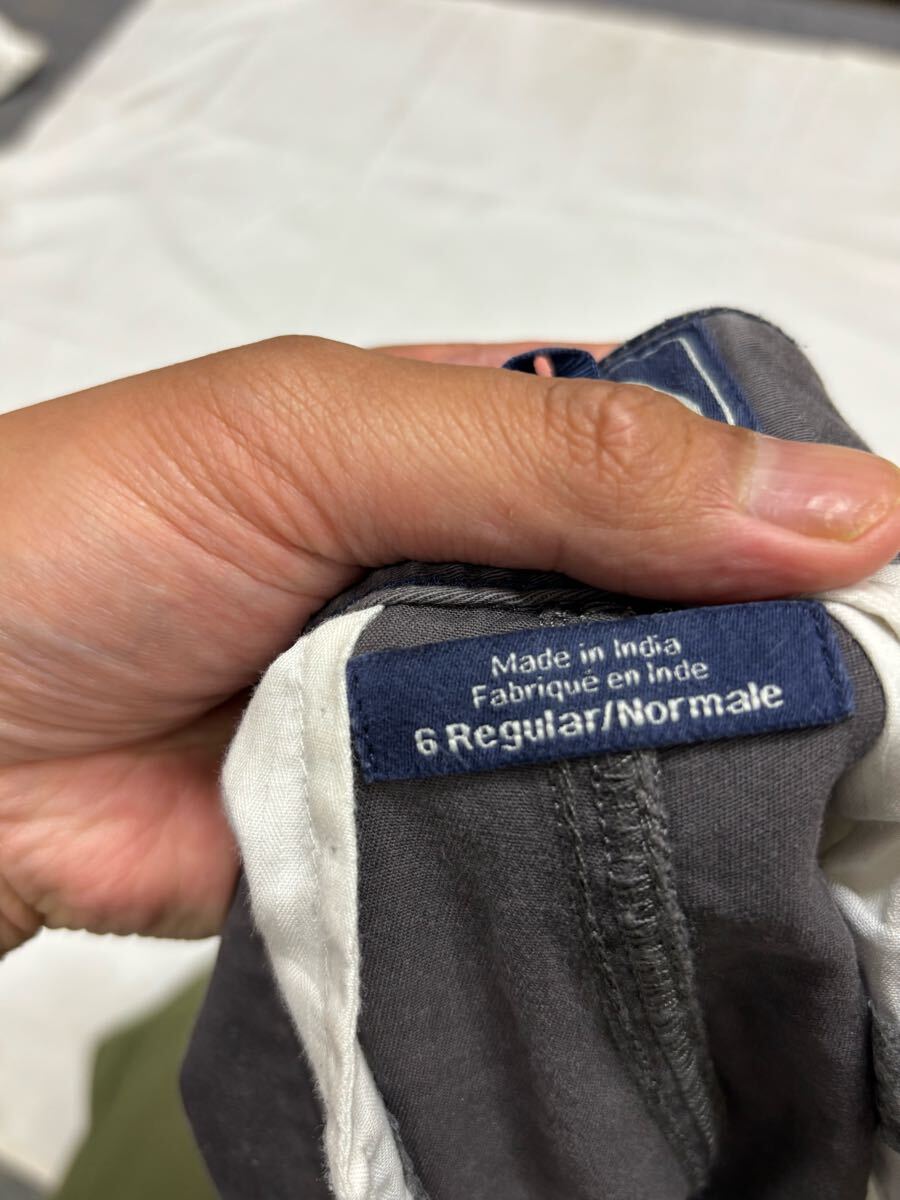 Made in India
Fabriqué en Inde
6 Regular/Normale